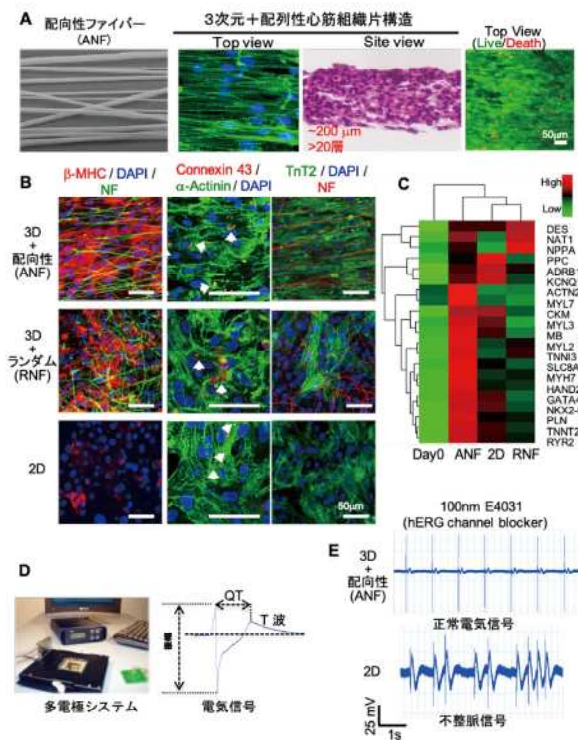 A
配向性ファイバー
(ANF)
3次元+配列性心筋組織片構造
Top view
Site view
Top View
(Live/Death)
~200 μm
>20層
50μm
B
β-MHC / DAPI
/ NF
Connexin 43 /
α-Actinin / DAPI
TnT2 / DAPI
/ NF
3D
+
配向性
(ANF)
3D
+
ランダム
(RNF)
2D
50μm
C
High
Low
DES
NAT1
NPPA
PPC
ADRB1
KCNQ1
ACTN2
MYL7
CKM
MYL3
MB
MYL2
TNNI3
SLC8A
MYH7
HAND2
GATA4
NKX2-
PLN
TNNT2
RYR2
Day0 ANF 2D RNF
D
多電極システム
QT
T 波
電気信号
E
100nm E4031
(hERG channel blocker)
3D
+
配向性
(ANF)
正常電気信号
2D
25 mV
1s
不整脈信号